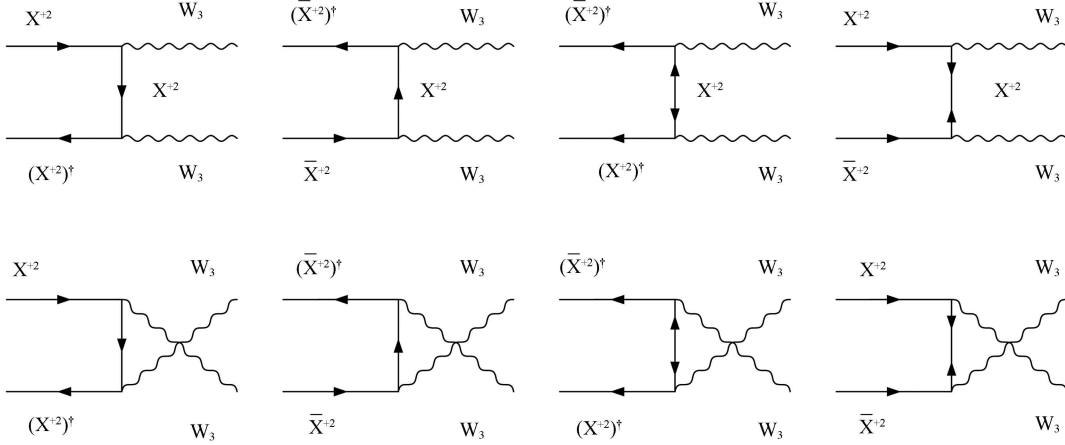 X⁺² W₃ (X̅⁺²)† W₃ (X̅⁺²)† W₃ X⁺² W₃
X⁺² X⁺² X⁺² X⁺²
(X⁺²)† W₃ X̅⁺² W₃ (X⁺²)† W₃ X̅⁺² W₃
X⁺² W₃ (X̅⁺²)† W₃ (X̅⁺²)† W₃ X⁺² W₃
(X⁺²)† W₃ X̅⁺² W₃ (X⁺²)† W₃ X̅⁺² W₃